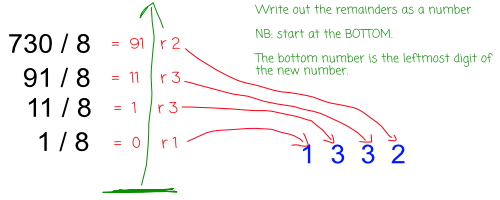 Write out the remainders as a number
NB: start at the BOTTOM.
The bottom number is the leftmost digit of
the new number.
730 / 8 = 91 r 2
91 / 8 = 11 r 3
11 / 8 = 1 r 3
1 / 8 = 0 r 1
1 3 3 2